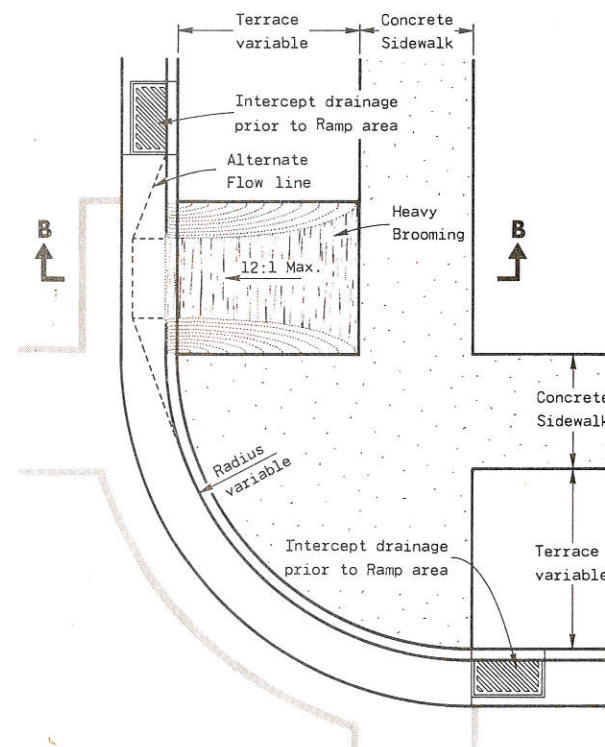 Terrace
variable
Concrete
Sidewalk
Intercept drainage
prior to Ramp area
Alternate
Flow line
Heavy
Brooming
B
B
12:1 Max.
Concrete
Sidewalk
Radius
variable
Intercept drainage
prior to Ramp area
Terrace
variable